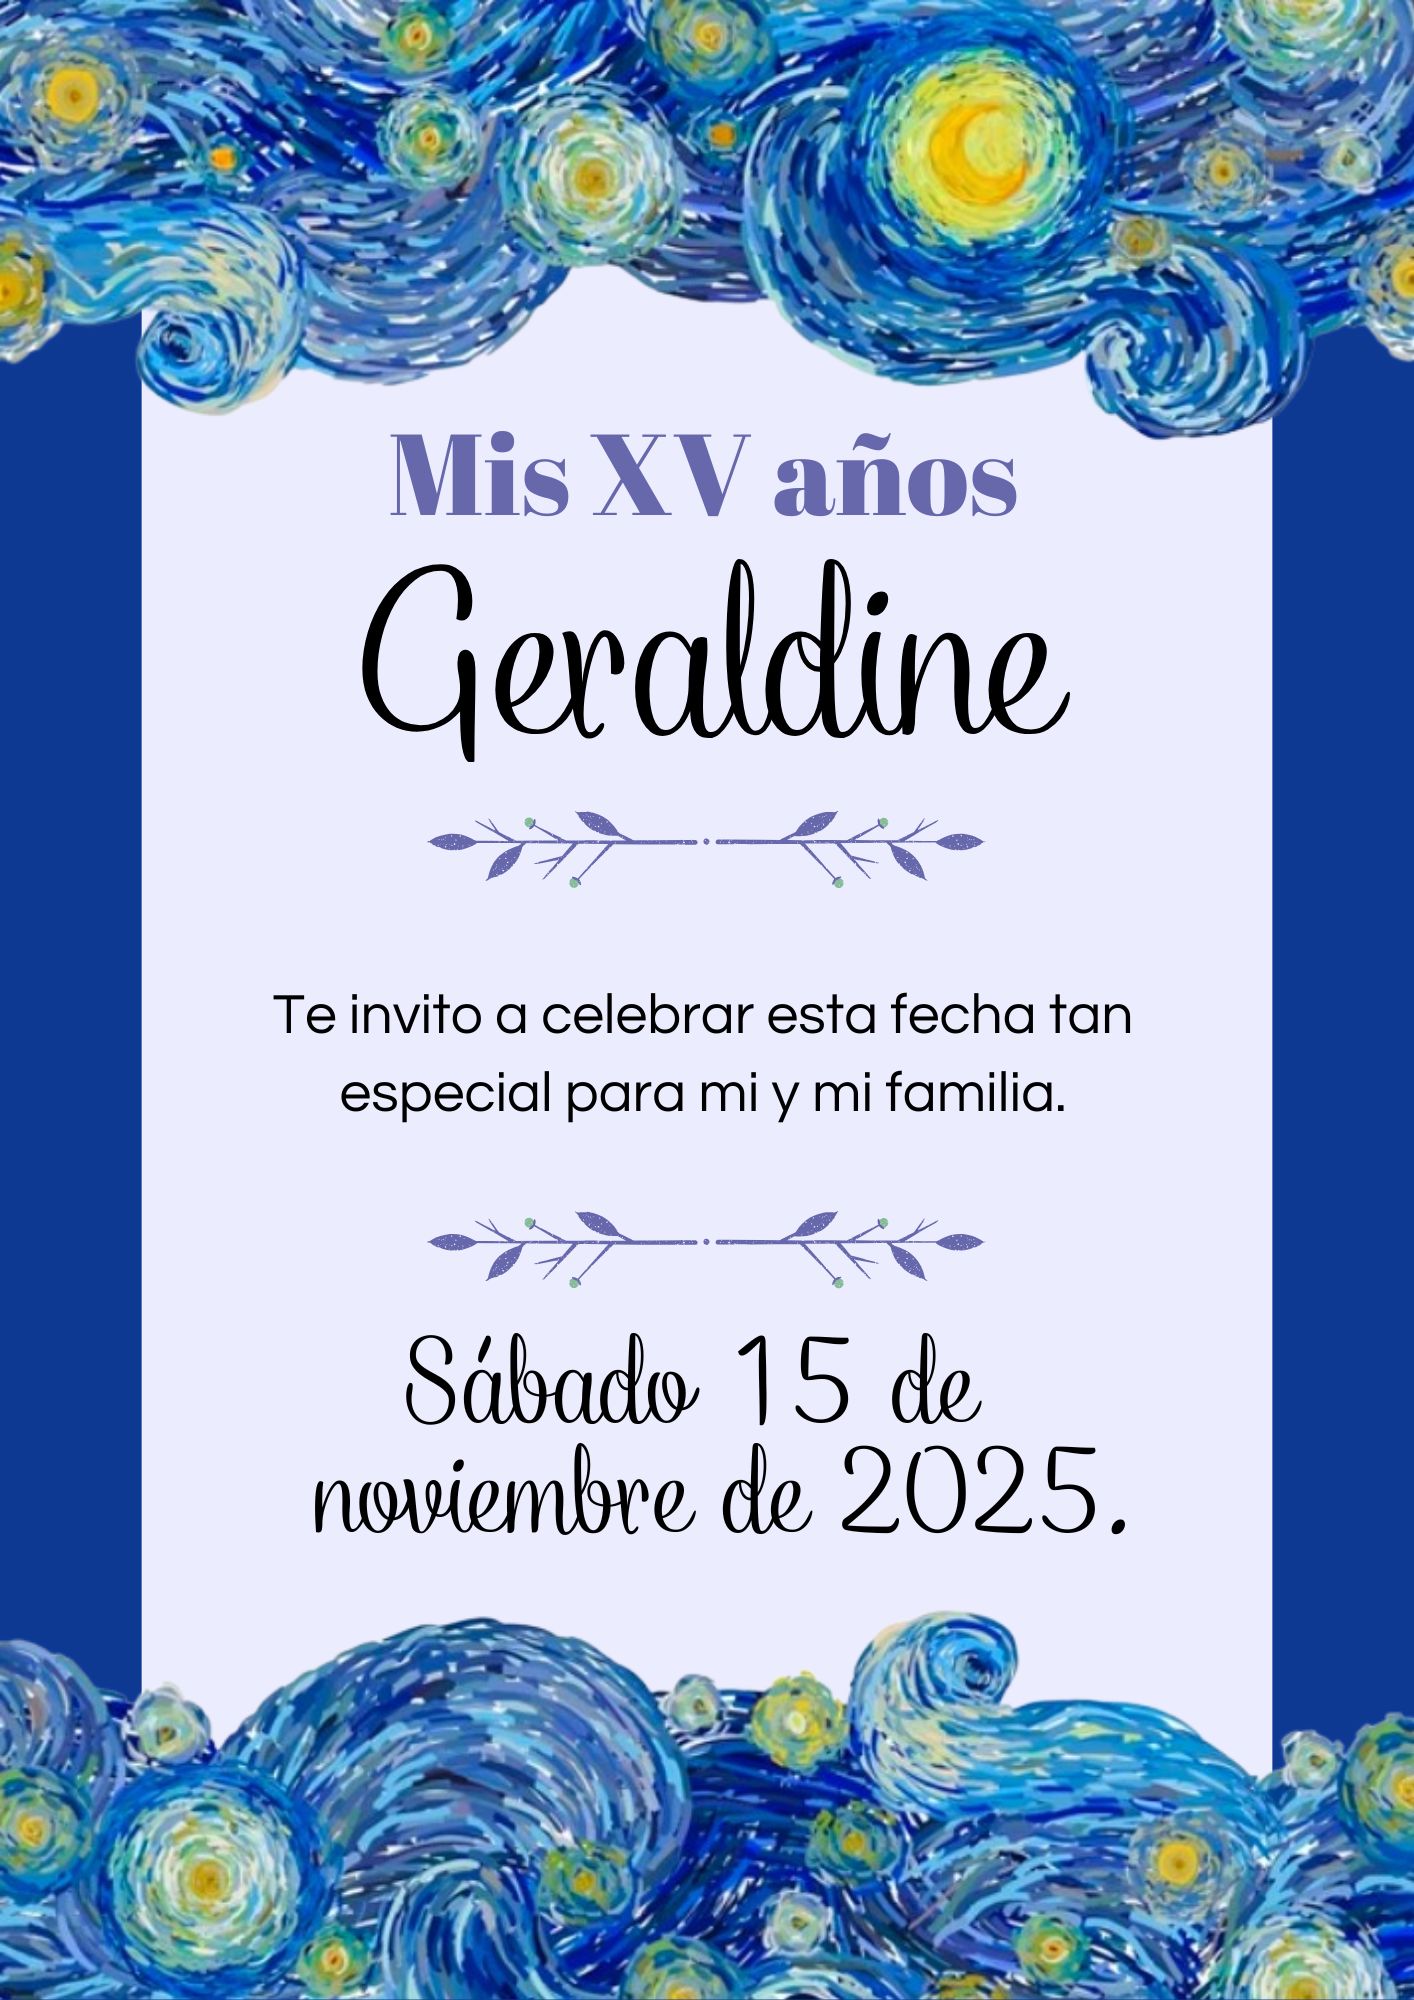 Mis XV años
Geraldine
Te invito a celebrar esta fecha tan
especial para mi y mi familia.
Sábado 15 de
noviembre de 2025.